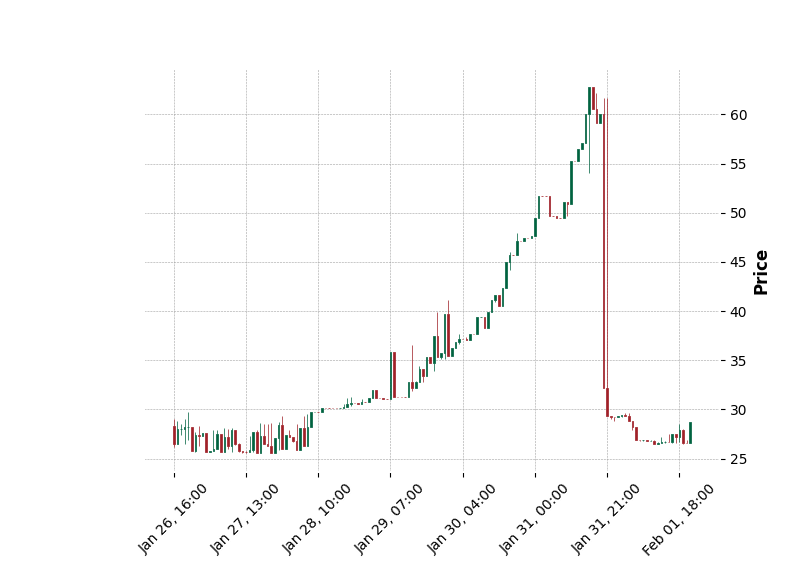 60
55
50
45
40
35
30
25
Price
Jan 26, 16:00
Jan 27, 13:00
Jan 28, 10:00
Jan 29, 07:00
Jan 30, 04:00
Jan 31, 00:00
Jan 31, 21:00
Feb 01, 18:00